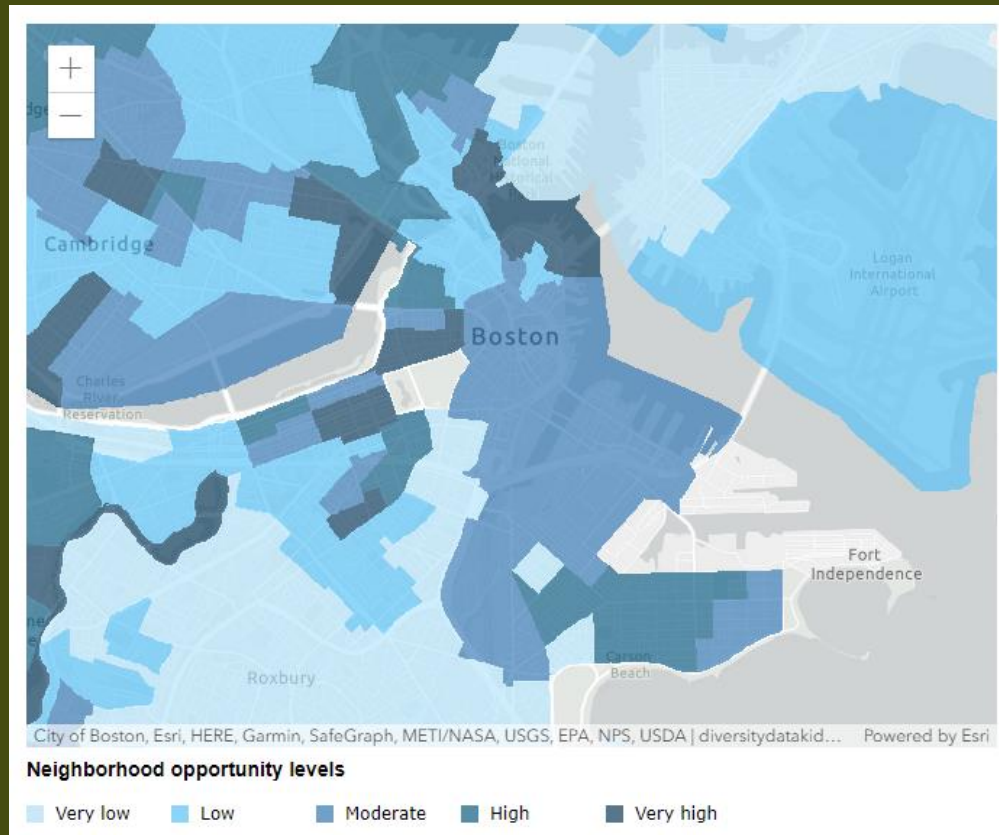 +
−
Boston
National
Historical
Cambridge
Logan
International
Airport
Boston
Charles
River
Reservation
Fort
Independence
Carson
Beach
Roxbury
City of Boston, Esri, HERE, Garmin, SafeGraph, METI/NASA, USGS, EPA, NPS, USDA | diversitydatakid... Powered by Esri
Neighborhood opportunity levels
Very low Low Moderate High Very high